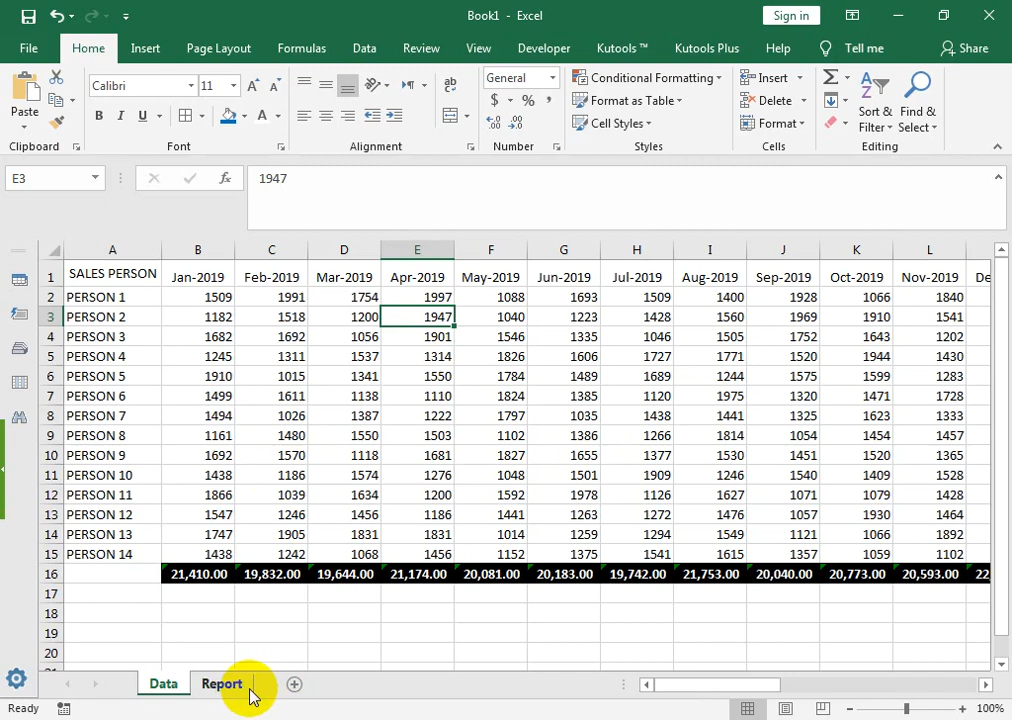 Book1 - Excel
Sign in
File Home Insert Page Layout Formulas Data Review View Developer Kutools ™ Kutools Plus Help Tell me Share
Paste
Calibri 11
B I U
A A A
General
$ % ,
Conditional Formatting
Format as Table
Cell Styles
Insert
Delete
Format
Sort &
Filter
Find &
Select
Clipboard Font Alignment Number Styles Cells Editing
E3 fx 1947
A B C D E F G H I J K L
1 SALES PERSON Jan-2019 Feb-2019 Mar-2019 Apr-2019 May-2019 Jun-2019 Jul-2019 Aug-2019 Sep-2019 Oct-2019 Nov-2019 De
2 PERSON 1 1509 1991 1754 1997 1088 1693 1509 1400 1928 1066 1840
3 PERSON 2 1182 1518 1200 1947 1040 1223 1428 1560 1969 1910 1541
4 PERSON 3 1682 1692 1056 1901 1546 1335 1046 1505 1752 1643 1202
5 PERSON 4 1245 1311 1537 1314 1826 1606 1727 1771 1520 1944 1430
6 PERSON 5 1910 1015 1341 1550 1784 1489 1689 1244 1575 1599 1283
7 PERSON 6 1499 1611 1138 1110 1824 1385 1120 1975 1320 1471 1728
8 PERSON 7 1494 1026 1387 1222 1797 1035 1438 1441 1325 1623 1333
9 PERSON 8 1161 1480 1550 1503 1102 1386 1266 1814 1054 1454 1457
10 PERSON 9 1692 1570 1118 1681 1827 1655 1377 1530 1451 1520 1365
11 PERSON 10 1438 1186 1574 1276 1048 1501 1909 1246 1540 1409 1528
12 PERSON 11 1866 1039 1634 1200 1592 1978 1126 1627 1071 1079 1428
13 PERSON 12 1547 1246 1456 1186 1441 1263 1272 1476 1057 1930 1464
14 PERSON 13 1747 1905 1831 1831 1014 1259 1294 1549 1121 1066 1892
15 PERSON 14 1438 1242 1068 1456 1152 1375 1541 1615 1357 1059 1102
16 21,410.00 19,832.00 19,644.00 21,174.00 20,081.00 20,183.00 19,742.00 21,753.00 20,040.00 20,773.00 20,593.00 22
17
18
19
20
Data Report
Ready 100%